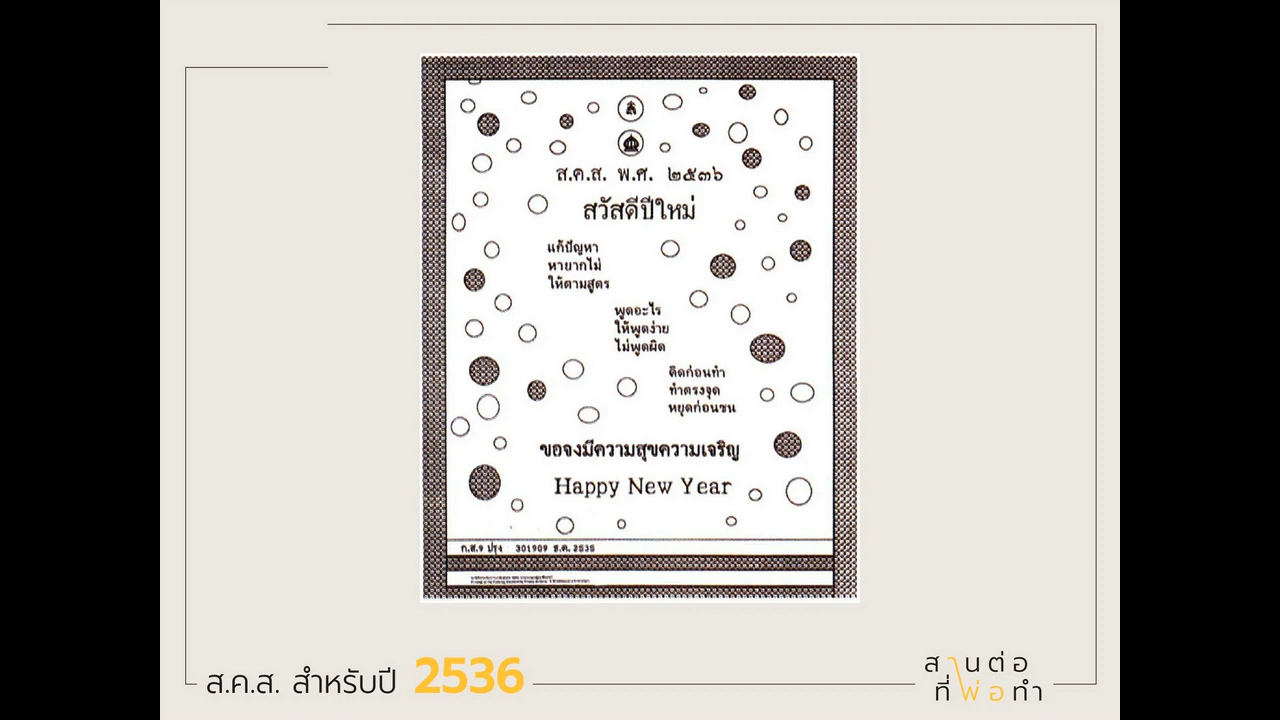 ส.ค.ส. พ.ศ. ๒๕๓๖
สวัสดีปีใหม่
แก้ปัญหา
หายากไม่
ให้ตามสูตร
พูดอะไร
ให้พูดง่าย
ไม่พูดผิด
คิดก่อนทำ
ทำตรงจุด
หยุดก่อนชน
ขอจงมีความสุขความเจริญ
Happy New Year
ก.ส.9 ปรุง 301909 ธ.ค. 2535
ส.ค.ส. สำหรับปี 2536
สานต่อ
ที่พ่อทำ